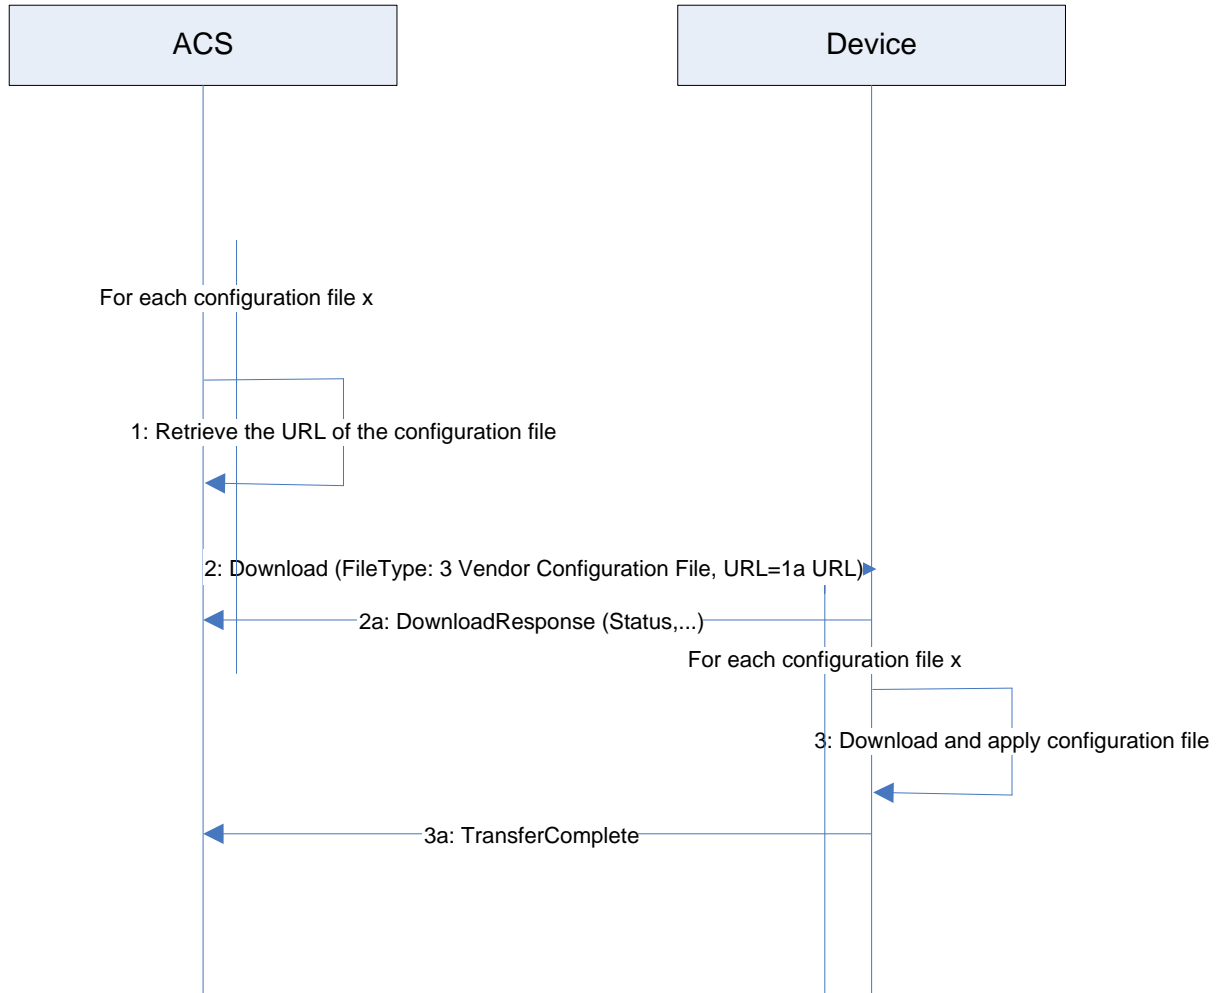 ACS
Device
For each configuration file x
1: Retrieve the URL of the configuration file
2: Download (FileType: 3 Vendor Configuration File, URL=1a URL)
2a: DownloadResponse (Status,...)
For each configuration file x
3: Download and apply configuration file
3a: TransferComplete